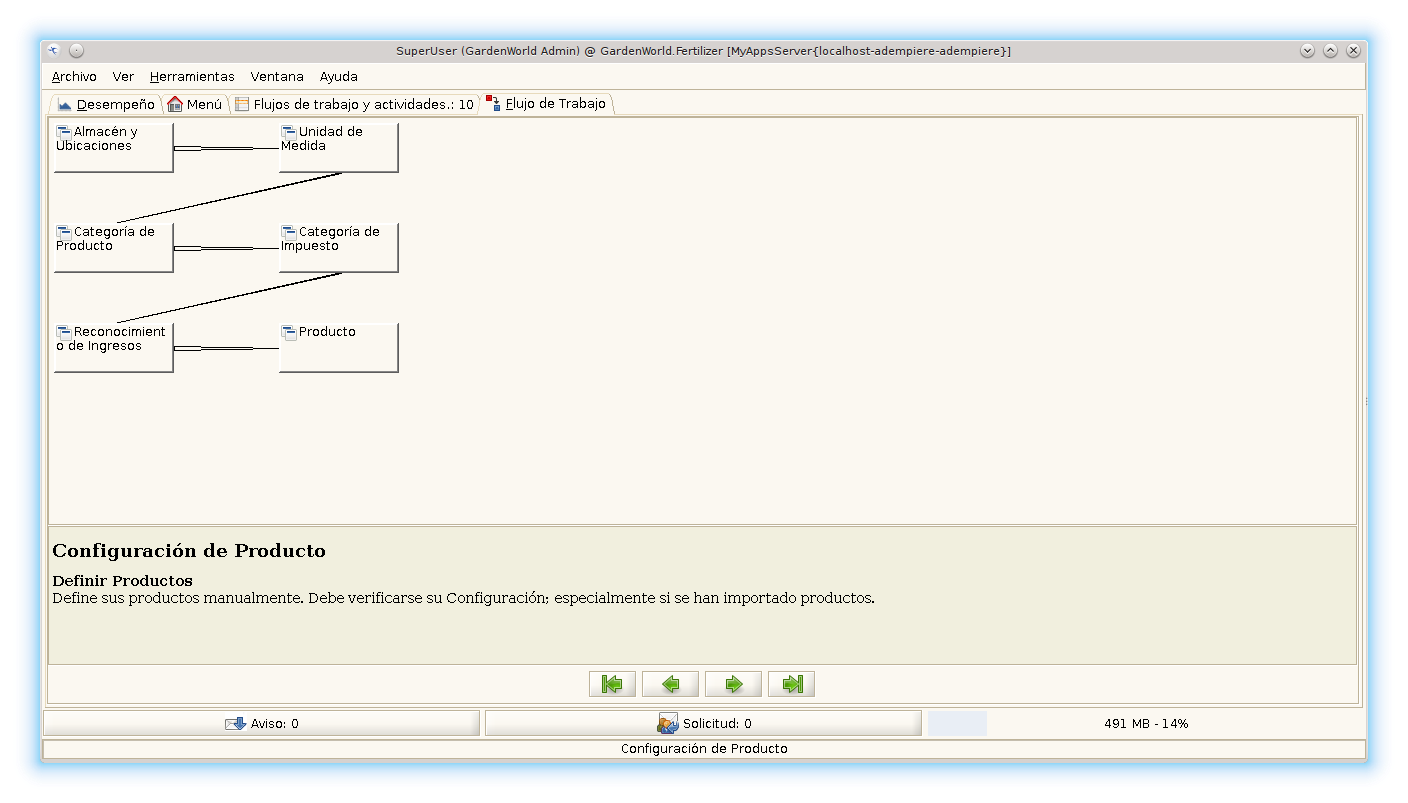 SuperUser (GardenWorld Admin) @ GardenWorld.Fertilizer [MyAppsServer{localhost-adempiere-adempiere}]
Archivo Ver Herramientas Ventana Ayuda
Desempeño Menú Flujos de trabajo y actividades.: 10 Flujo de Trabajo
Almacén y
Ubicaciones
Unidad de
Medida
Categoría de
Producto
Categoría de
Impuesto
Reconocimient
o de Ingresos
Producto
Configuración de Producto
Definir Productos
Define sus productos manualmente. Debe verificarse su Configuración; especialmente si se han importado productos.
Aviso: 0 Solicitud: 0 491 MB - 14%
Configuración de Producto